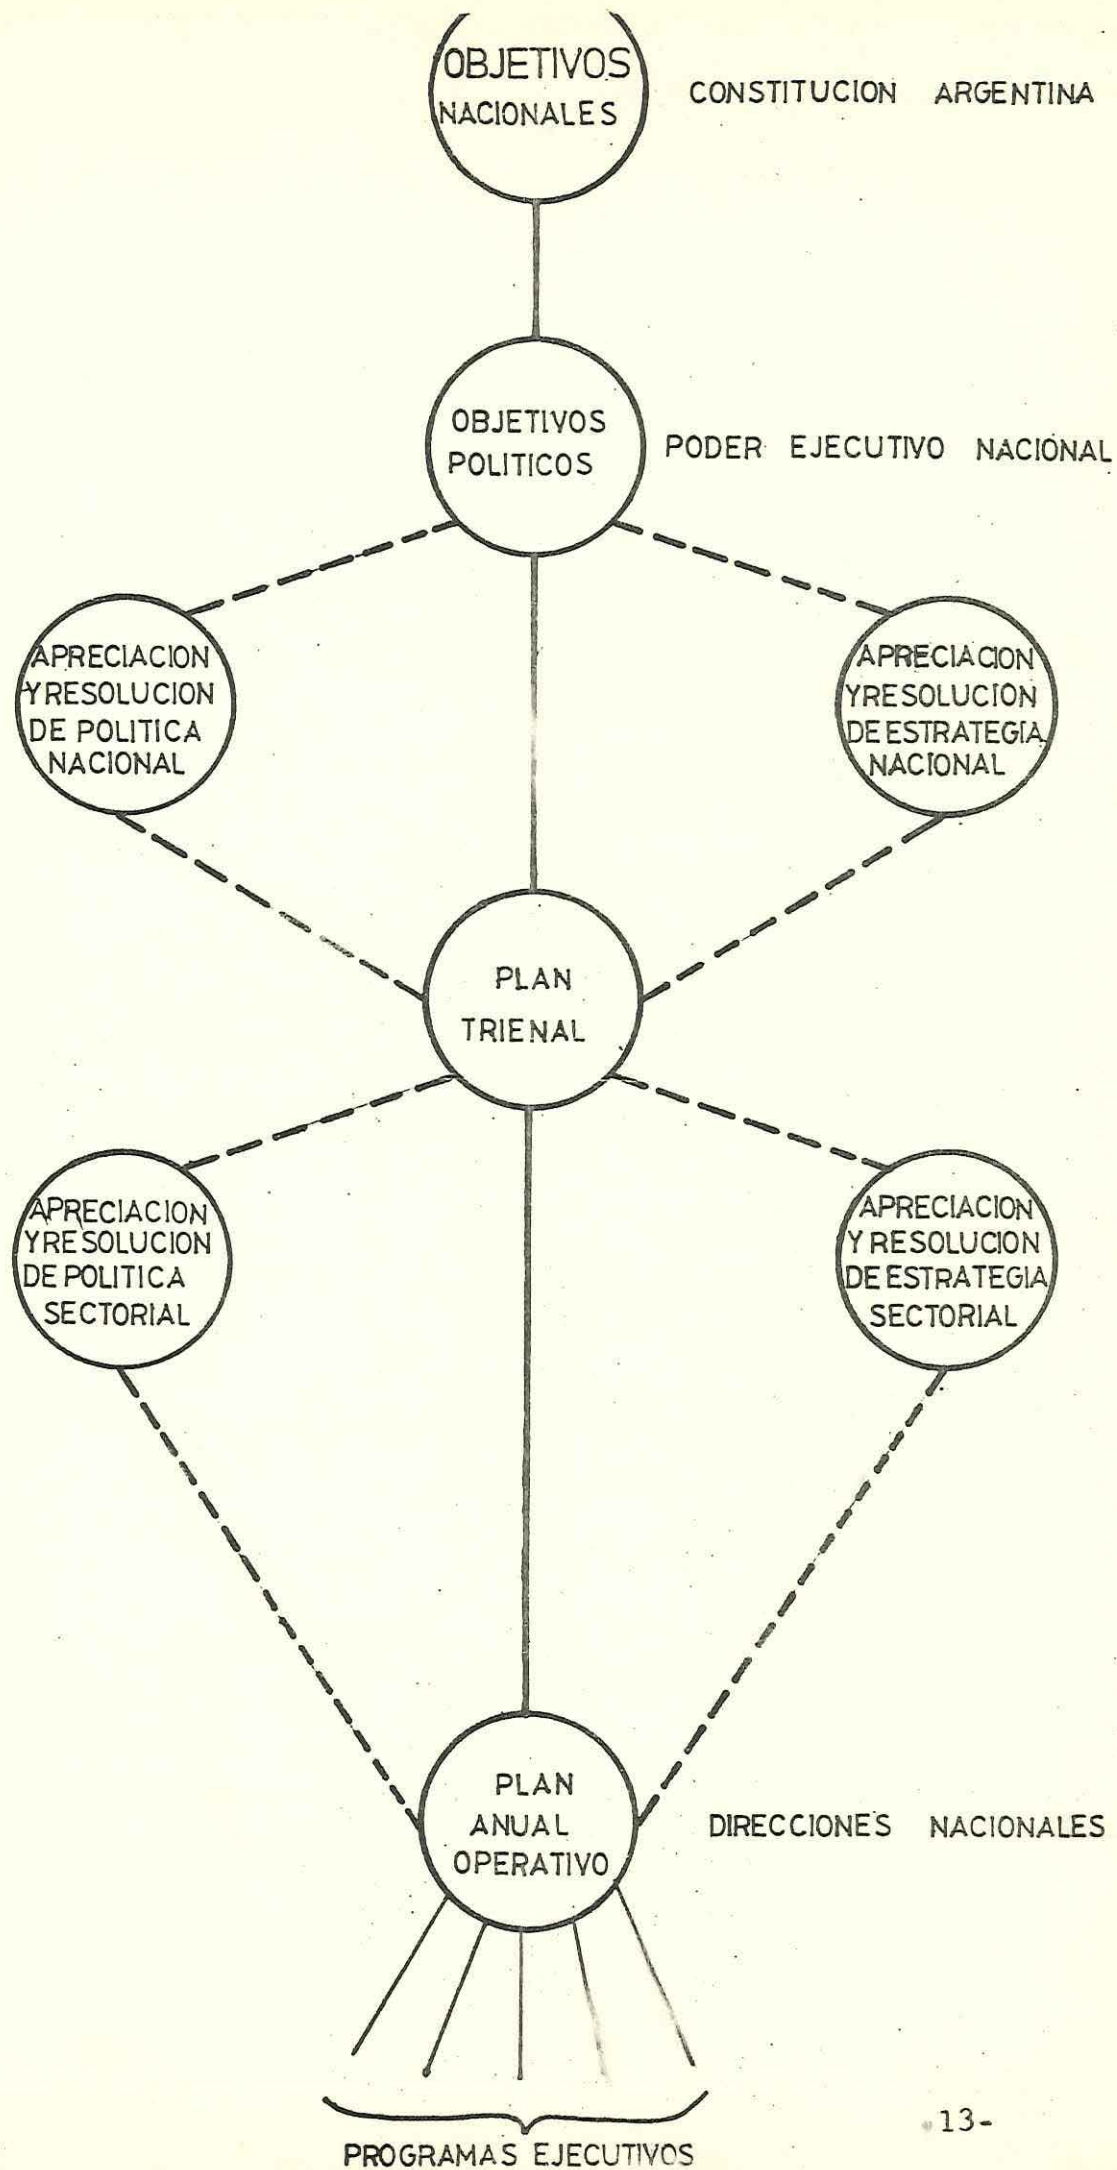 OBJETIVOS
NACIONALES
CONSTITUCION ARGENTINA
OBJETIVOS
POLITICOS
PODER EJECUTIVO NACIONAL
APRECIACION
Y RESOLUCION
DE POLITICA
NACIONAL
APRECIACION
Y RESOLUCION
DE ESTRATEGIA
NACIONAL
PLAN
TRIENAL
APRECIACION
Y RESOLUCION
DE POLITICA
SECTORIAL
APRECIACION
Y RESOLUCION
DE ESTRATEGIA
SECTORIAL
PLAN
ANUAL
OPERATIVO
DIRECCIONES NACIONALES
PROGRAMAS EJECUTIVOS
13-